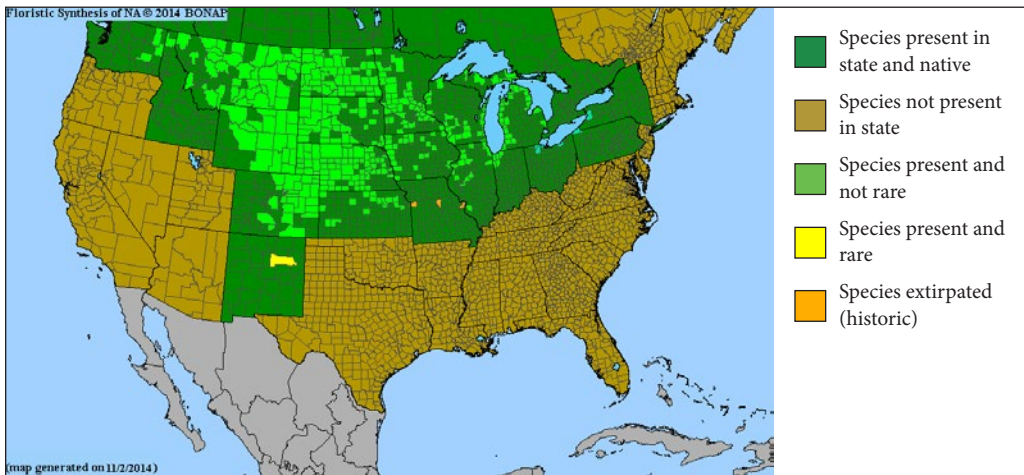 Floristic Synthesis of NA © 2014 BONAP
Species present in
state and native
Species not present
in state
Species present and
not rare
Species present and
rare
Species extirpated
(historic)
(map generated on 11/2/2014 )